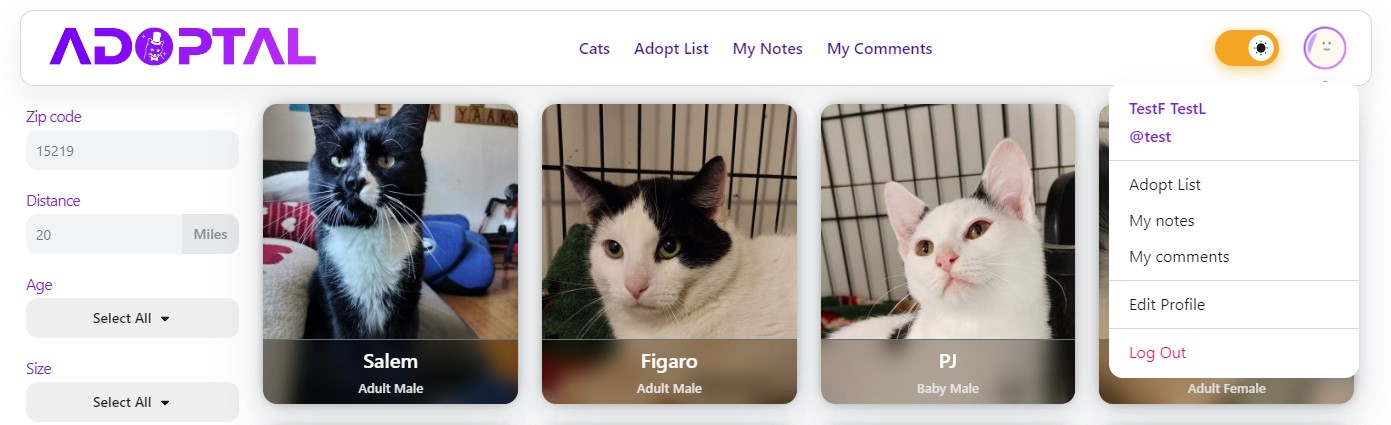 ADOPTAL
Cats Adopt List My Notes My Comments
Zip code
15219
Distance
20 Miles
Age
Select All
Size
Select All
Salem
Adult Male
Figaro
Adult Male
PJ
Baby Male
Adult Female
TestF TestL
@test
Adopt List
My notes
My comments
Edit Profile
Log Out